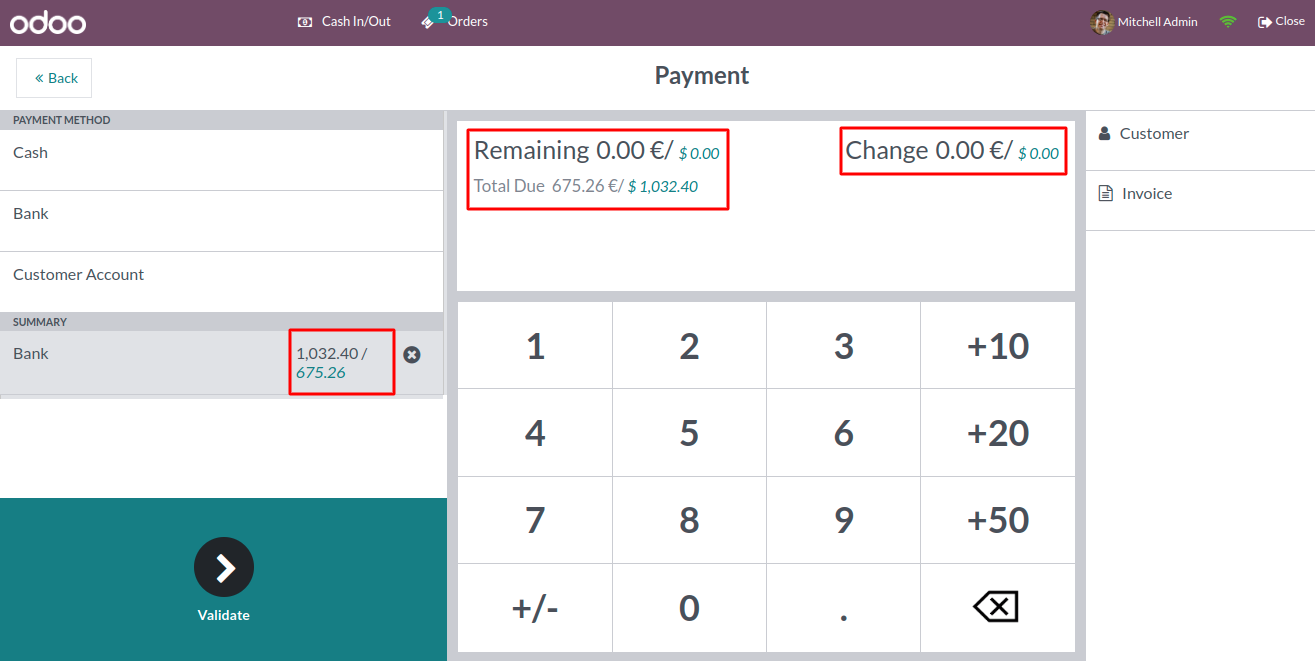 odoo
Cash In/Out
1
Orders
Mitchell Admin
Close
« Back
Payment
PAYMENT METHOD
Cash
Bank
Customer Account
SUMMARY
Bank
1,032.40 /
675.26
Validate
Remaining 0.00 €/ $ 0.00
Total Due 675.26 €/ $ 1,032.40
Change 0.00 €/ $ 0.00
1 2 3 +10
4 5 6 +20
7 8 9 +50
+/- 0 .
Customer
Invoice